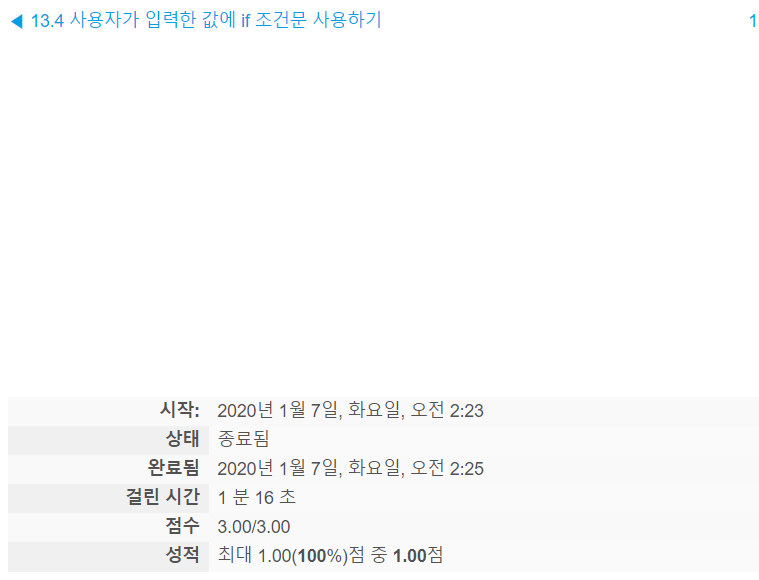 ◀ 13.4 사용자가 입력한 값에 if 조건문 사용하기 1
시작: 2020년 1월 7일, 화요일, 오전 2:23
상태 종료됨
완료됨 2020년 1월 7일, 화요일, 오전 2:25
걸린 시간 1 분 16 초
점수 3.00/3.00
성적 최대 1.00(100%)점 중 1.00점